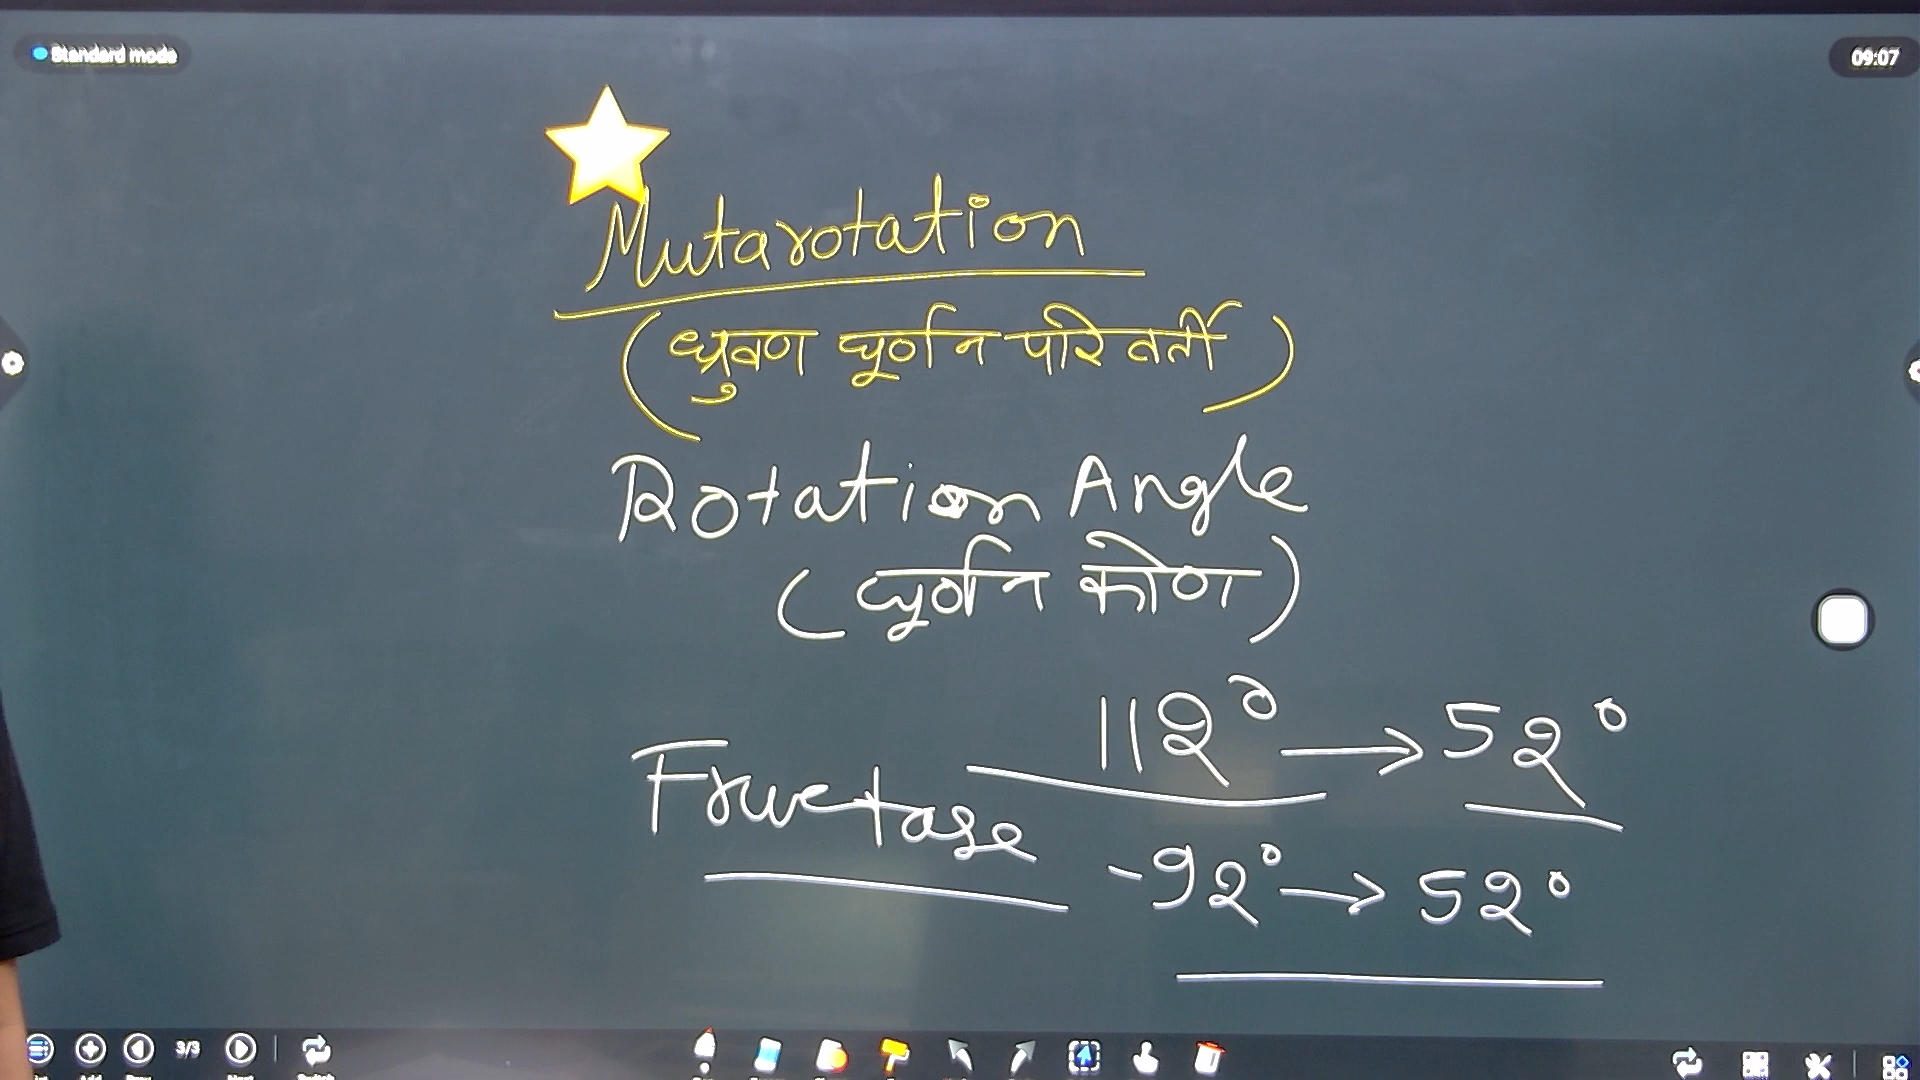 Standard mode
09:07
Mutarotation
(ध्रुवण घूर्णन परिवर्ती)
Rotation Angle
(घूर्णन कोण)
112° → 52°
Fructose
-92° → 52°
3/3